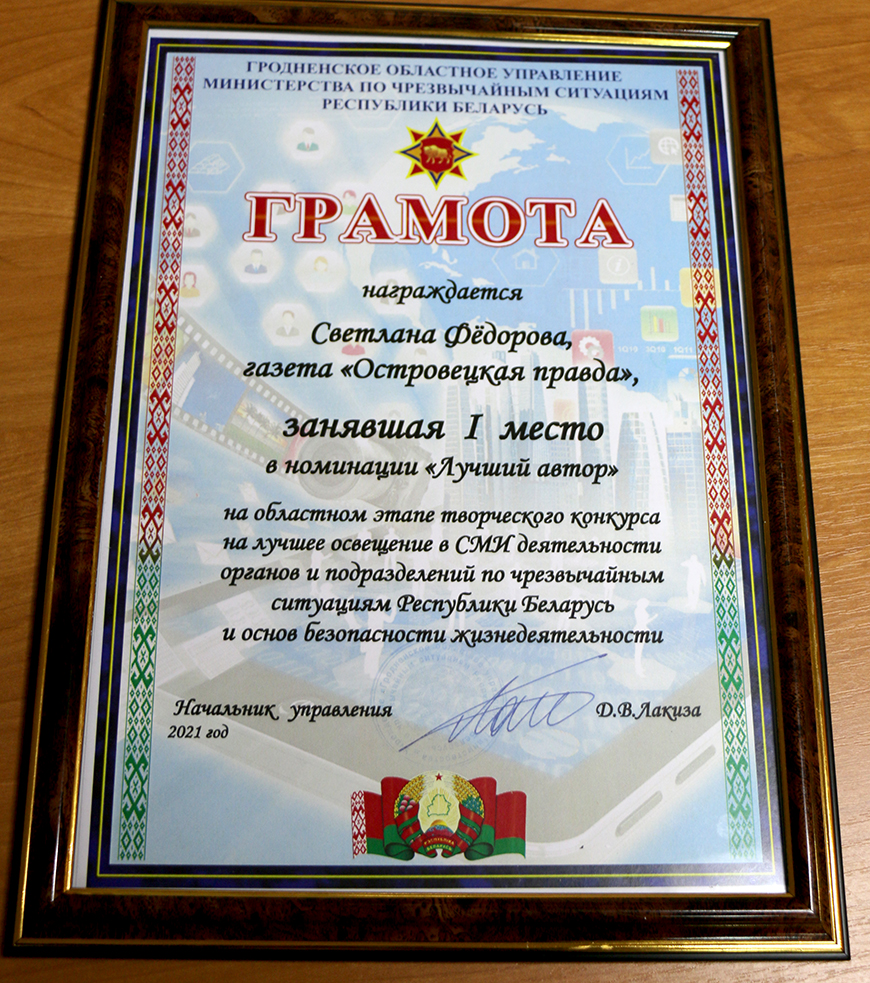 ГРОДНЕНСКОЕ ОБЛАСТНОЕ УПРАВЛЕНИЕ
МИНИСТЕРСТВА ПО ЧРЕЗВЫЧАЙНЫМ СИТУАЦИЯМ
РЕСПУБЛИКИ БЕЛАРУСЬ
ГРАМОТА
награждается
Светлана Фёдорова,
газета «Островецкая правда»,
занявшая I место
в номинации «Лучший автор»
на областном этапе творческого конкурса
на лучшее освещение в СМИ деятельности
органов и подразделений по чрезвычайным
ситуациям Республики Беларусь
и основ безопасности жизнедеятельности
Начальник управления
Д.В.Лакиза
2021 год